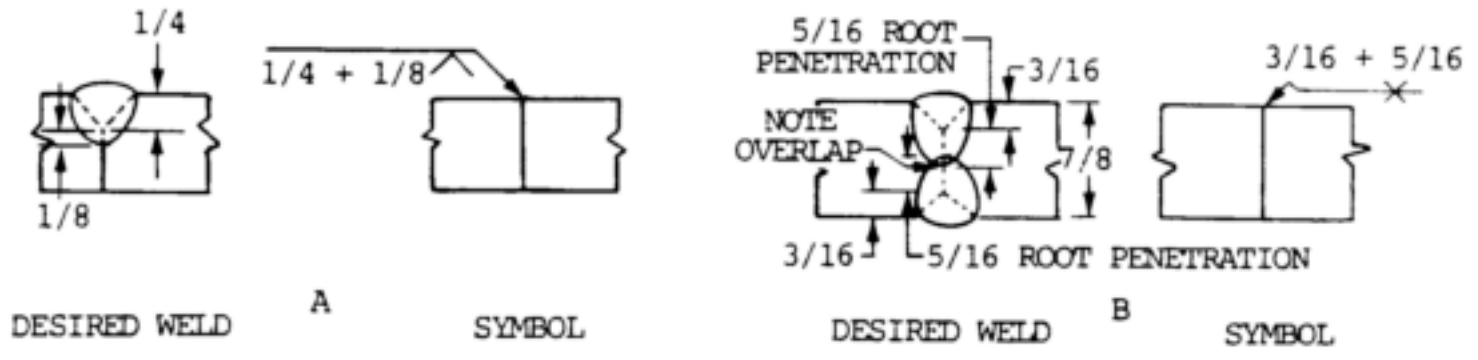 1/4
1/4 + 1/8
1/8
A
DESIRED WELD
SYMBOL
5/16 ROOT
PENETRATION
3/16
3/16 + 5/16
NOTE
OVERLAP
7/8
3/16
5/16 ROOT PENETRATION
B
DESIRED WELD
SYMBOL